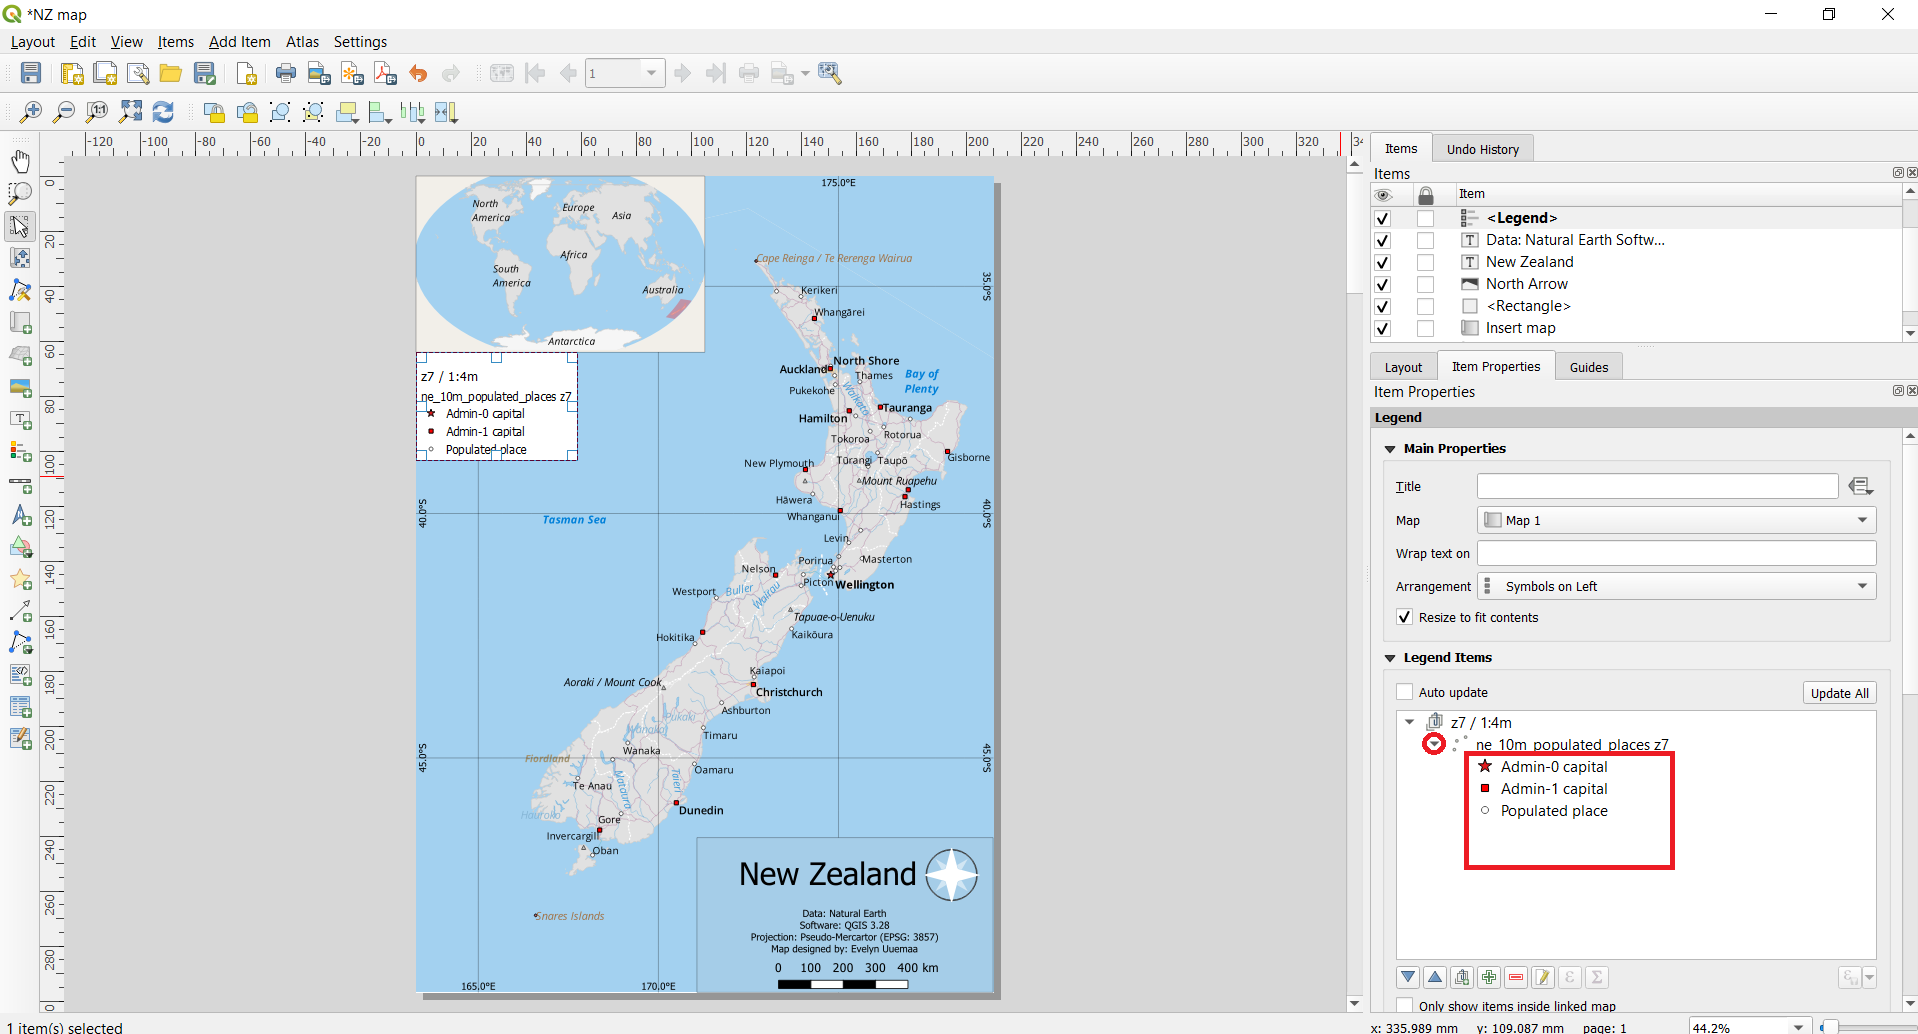 *NZ map
Layout Edit View Items Add Item Atlas Settings
1
-120 -100 -80 -60 -40 -20 0 20 40 60 80 100 120 140 160 180 200 220 240 260 280 300 320 34
0 20 40 60 80 100 120 140 160 180 200 220 240 260 280 0
North
America
Europe
Asia
Africa
South
America
Australia
Antarctica
z7 / 1:4m
ne_10m_populated_places z7
Admin-0 capital
Admin-1 capital
Populated place
175.0°E
35.0°S
Cape Reinga / Te Rerenga Wairua
Kerikeri
Whangārei
North Shore
Auckland
Thames
Bay of
Plenty
Pukekohe
Waikato
Tauranga
Hamilton
Tokoroa
Rotorua
Tūrangi
Taupō
Gisborne
New Plymouth
Mount Ruapehu
Hāwera
Hastings
Whanganui
40.0°S
40.0°S
Tasman Sea
Levin
Porirua
Masterton
Nelson
Picton
Wellington
Westport
Buller
Wairau
Tapuae-o-Uenuku
Kaikōura
Hokitika
Kaiapoi
Aoraki / Mount Cook
Christchurch
Ashburton
Pukaki
Wanaka
Timaru
Wanaka
45.0°S
45.0°S
Fiordland
Oamaru
Te Anau
Mataura
Taieri
Hauroko
Dunedin
Gore
Invercargill
Oban
Snares Islands
New Zealand
Data: Natural Earth
Software: QGIS 3.28
Projection: Pseudo-Mercartor (EPSG: 3857)
Map designed by: Evelyn Uuemaa
0 100 200 300 400 km
165.0°E
170.0°E
Items Undo History
Items
Item
<Legend>
Data: Natural Earth Softw...
New Zealand
North Arrow
<Rectangle>
Insert map
Layout Item Properties Guides
Item Properties
Legend
Main Properties
Title
Map Map 1
Wrap text on
Arrangement Symbols on Left
Resize to fit contents
Legend Items
Auto update Update All
z7 / 1:4m
ne_10m_populated_places z7
Admin-0 capital
Admin-1 capital
Populated place
Only show items inside linked map
1 item(s) selected
x: 335.989 mm y: 109.087 mm page: 1 44.2%